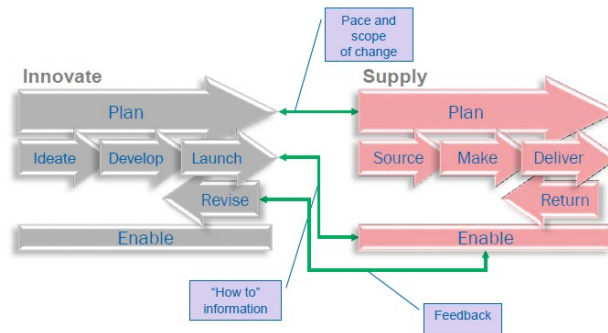 Pace and
scope
of change
Innovate
Supply
Plan
Plan
Ideate
Develop
Launch
Source
Make
Deliver
Revise
Return
Enable
Enable
"How to"
information
Feedback